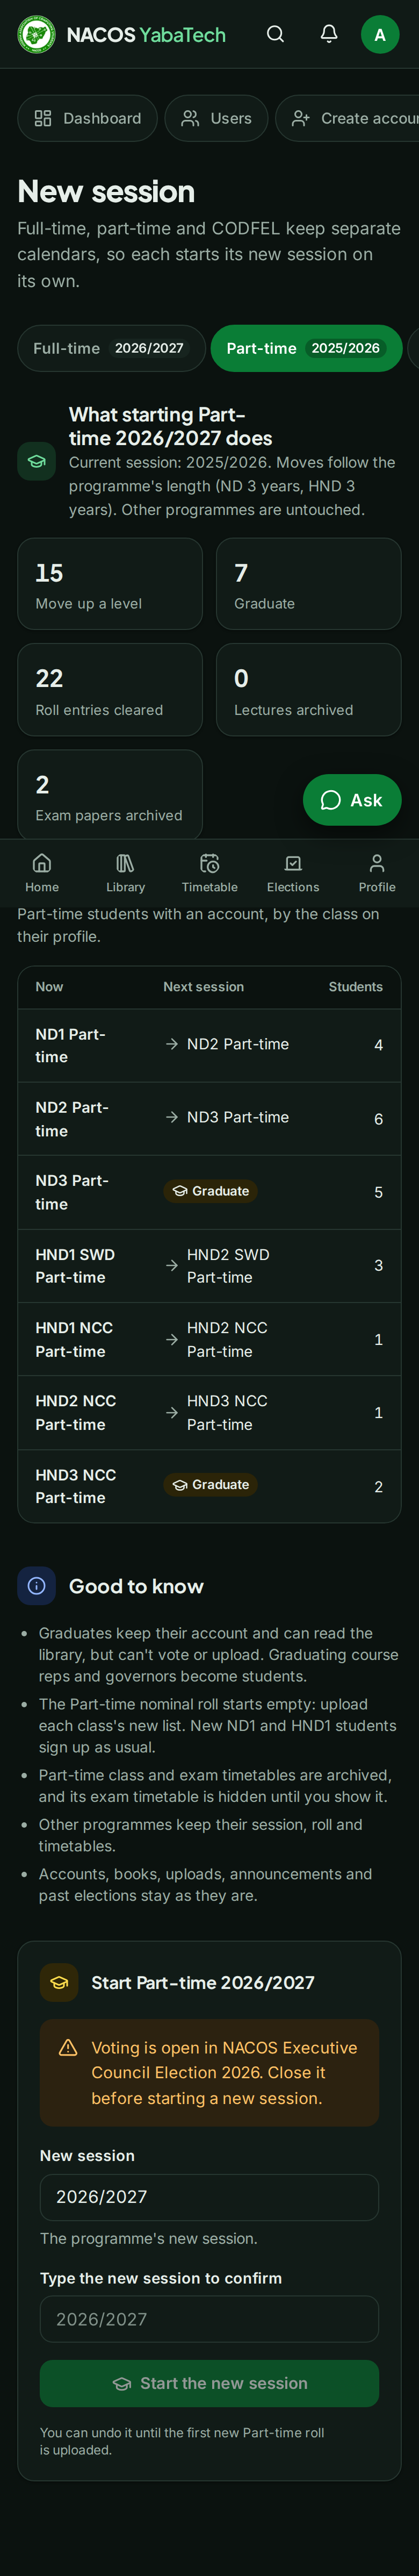 NACOS YabaTech
A
Dashboard
Users
Create accou
New session
Full-time, part-time and CODFEL keep separate
calendars, so each starts its new session on
its own.
Full-time 2026/2027
Part-time 2025/2026
What starting Part-
time 2026/2027 does
Current session: 2025/2026. Moves follow the
programme's length (ND 3 years, HND 3
years). Other programmes are untouched.
15
Move up a level
7
Graduate
22
Roll entries cleared
0
Lectures archived
2
Exam papers archived
Ask
Home
Library
Timetable
Elections
Profile
Part-time students with an account, by the class on
their profile.
Now Next session Students
ND1 Part-
time
→ ND2 Part-time
4
ND2 Part-
time
→ ND3 Part-time
6
ND3 Part-
time
Graduate
5
HND1 SWD
Part-time
→ HND2 SWD
Part-time
3
HND1 NCC
Part-time
→ HND2 NCC
Part-time
1
HND2 NCC
Part-time
→ HND3 NCC
Part-time
1
HND3 NCC
Part-time
Graduate
2
Good to know
• Graduates keep their account and can read the
library, but can't vote or upload. Graduating course
reps and governors become students.
• The Part-time nominal roll starts empty: upload
each class's new list. New ND1 and HND1 students
sign up as usual.
• Part-time class and exam timetables are archived,
and its exam timetable is hidden until you show it.
• Other programmes keep their session, roll and
timetables.
• Accounts, books, uploads, announcements and
past elections stay as they are.
Start Part-time 2026/2027
Voting is open in NACOS Executive
Council Election 2026. Close it
before starting a new session.
New session
2026/2027
The programme's new session.
Type the new session to confirm
2026/2027
Start the new session
You can undo it until the first new Part-time roll
is uploaded.